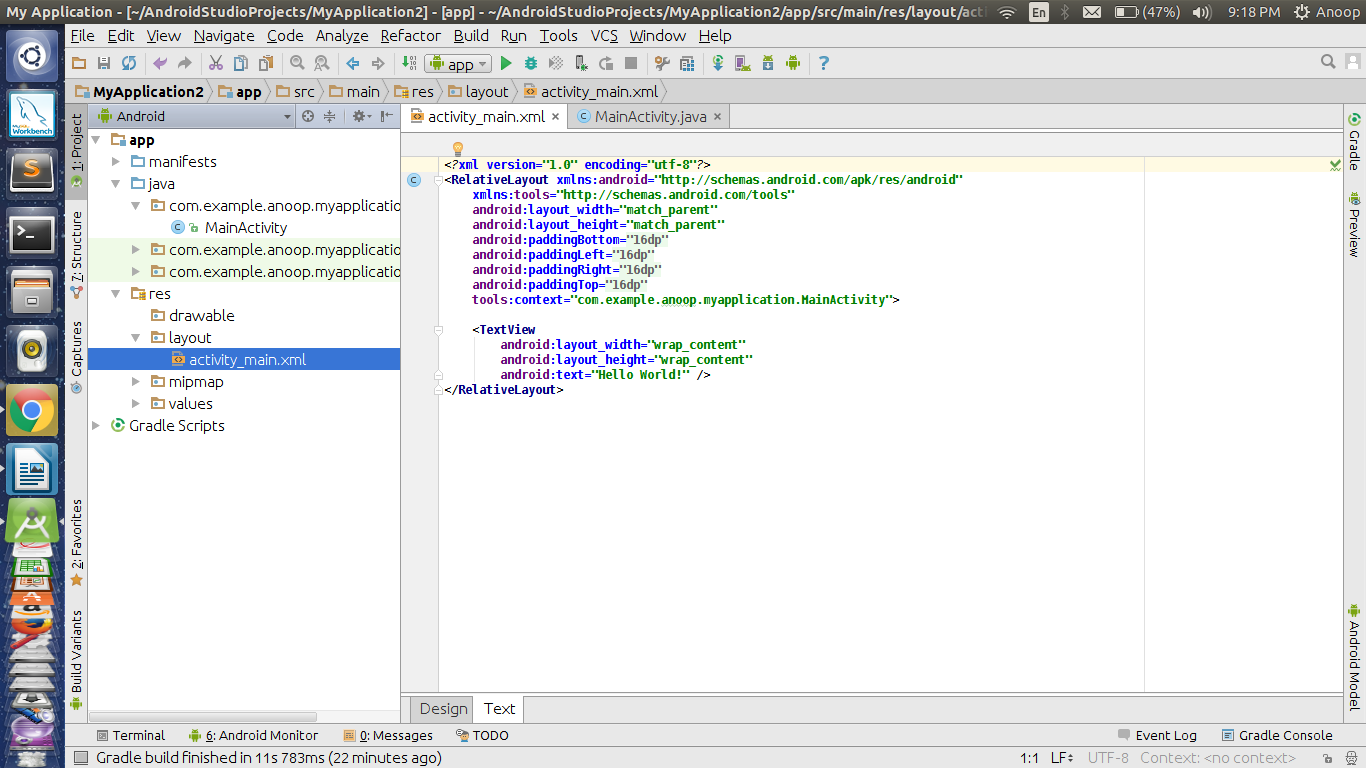 My Application - [~/AndroidStudioProjects/MyApplication2] - [app] - ~/AndroidStudioProjects/MyApplication2/app/src/main/res/layout/acti
En (47%) 9:18 PM Anoop
File Edit View Navigate Code Analyze Refactor Build Run Tools VCS Window Help
app
MyApplication2 app src main res layout activity_main.xml
Android
activity_main.xml
MainActivity.java
1: Project
7: Structure
Captures
2: Favorites
Build Variants
app
manifests
java
com.example.anoop.myapplicatio
MainActivity
com.example.anoop.myapplicatio
com.example.anoop.myapplicatio
res
drawable
layout
activity_main.xml
mipmap
values
Gradle Scripts
<?xml version="1.0" encoding="utf-8"?>
<RelativeLayout xmlns:android="http://schemas.android.com/apk/res/android"
xmlns:tools="http://schemas.android.com/tools"
android:layout_width="match_parent"
android:layout_height="match_parent"
android:paddingBottom="16dp"
android:paddingLeft="16dp"
android:paddingRight="16dp"
android:paddingTop="16dp"
tools:context="com.example.anoop.myapplication.MainActivity">
<TextView
android:layout_width="wrap_content"
android:layout_height="wrap_content"
android:text="Hello World!" />
</RelativeLayout>
Gradle
Preview
Android Model
Design Text
Terminal 6: Android Monitor 0: Messages TODO Event Log Gradle Console
Gradle build finished in 11s 783ms (22 minutes ago) 1:1 LF UTF-8 Context: <no context>
MySQL
Workbench